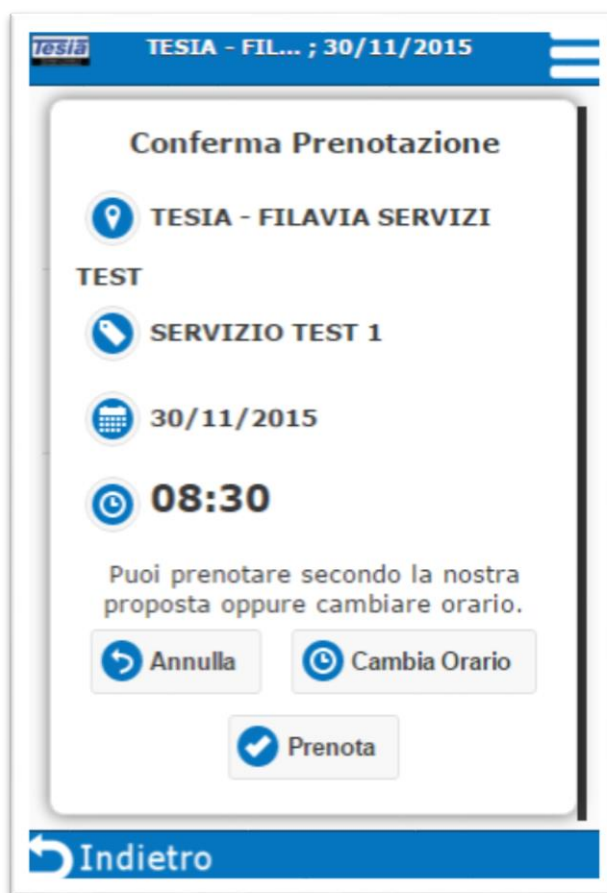 Tesia
TESIA - FIL... ; 30/11/2015
Conferma Prenotazione
TESIA - FILAVIA SERVIZI
TEST
SERVIZIO TEST 1
30/11/2015
08:30
Puoi prenotare secondo la nostra
proposta oppure cambiare orario.
Annulla
Cambia Orario
Prenota
Indietro